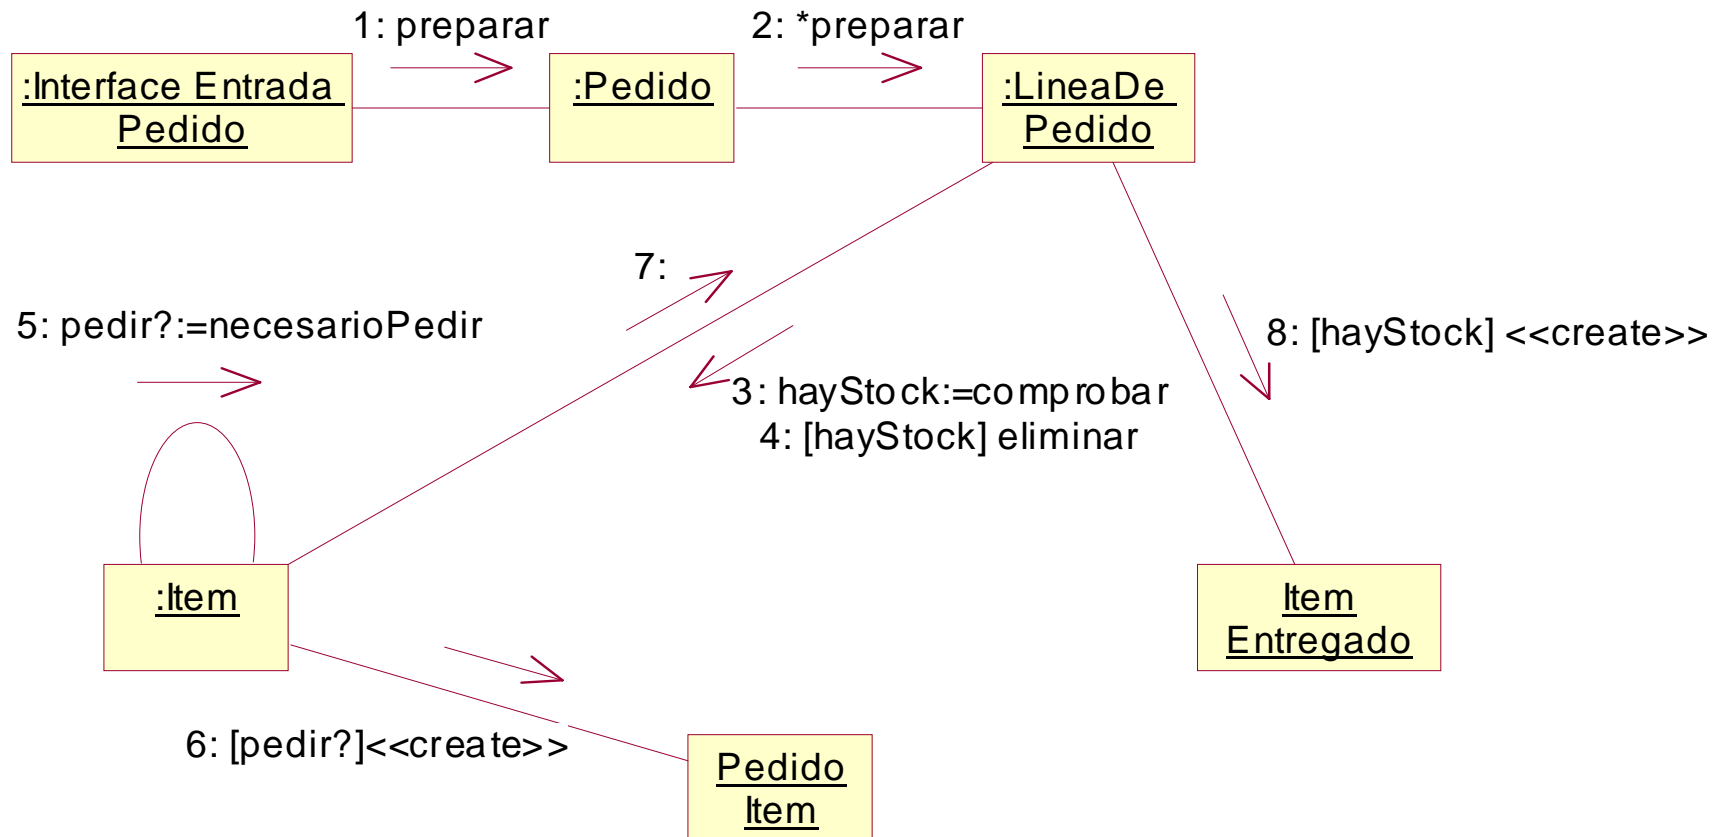 1: preparar
2: *preparar
:Interface Entrada
Pedido
:Pedido
:LineaDe
Pedido
7:
5: pedir?:=necesarioPedir
8: [hayStock] <<create>>
3: hayStock:=comprobar
4: [hayStock] eliminar
:Item
Item
Entregado
6: [pedir?]<<create>>
Pedido
Item